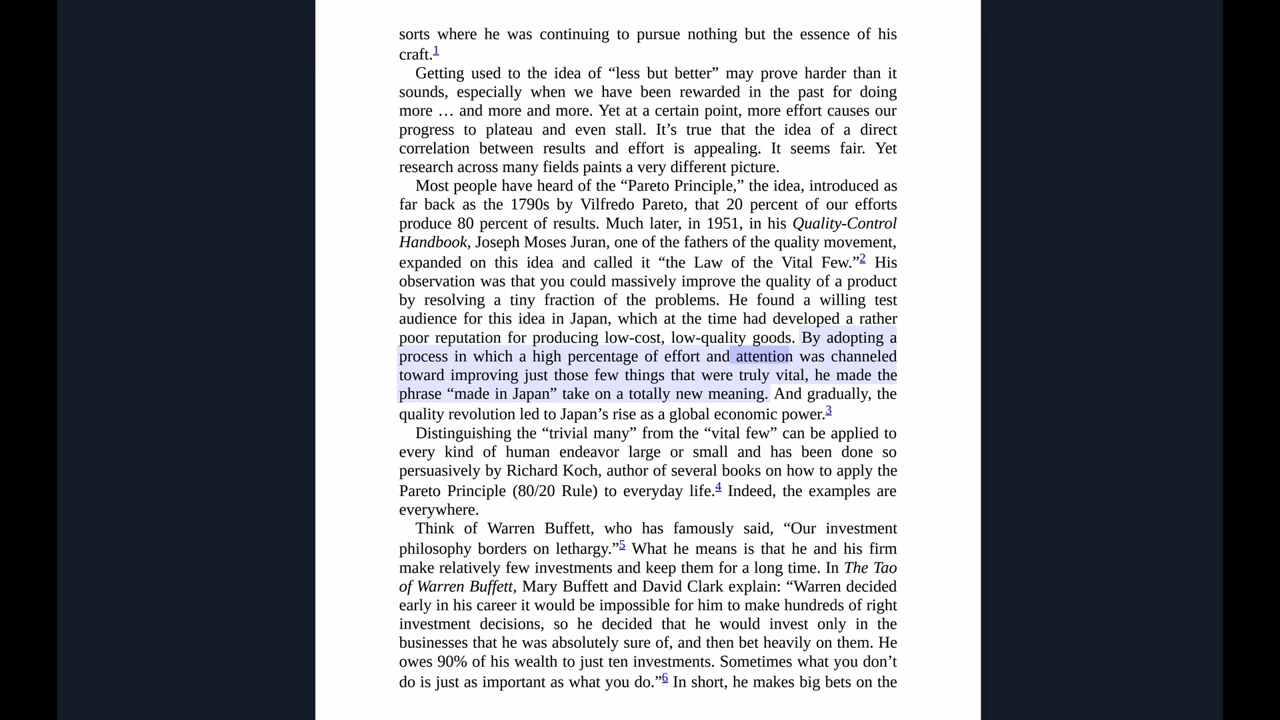 sorts where he was continuing to pursue nothing but the essence of his
craft.1
Getting used to the idea of “less but better” may prove harder than it
sounds, especially when we have been rewarded in the past for doing
more … and more and more. Yet at a certain point, more effort causes our
progress to plateau and even stall. It’s true that the idea of a direct
correlation between results and effort is appealing. It seems fair. Yet
research across many fields paints a very different picture.
Most people have heard of the “Pareto Principle,” the idea, introduced as
far back as the 1790s by Vilfredo Pareto, that 20 percent of our efforts
produce 80 percent of results. Much later, in 1951, in his Quality-Control
Handbook, Joseph Moses Juran, one of the fathers of the quality movement,
expanded on this idea and called it “the Law of the Vital Few.”2 His
observation was that you could massively improve the quality of a product
by resolving a tiny fraction of the problems. He found a willing test
audience for this idea in Japan, which at the time had developed a rather
poor reputation for producing low-cost, low-quality goods. By adopting a
process in which a high percentage of effort and attention was channeled
toward improving just those few things that were truly vital, he made the
phrase “made in Japan” take on a totally new meaning. And gradually, the
quality revolution led to Japan’s rise as a global economic power.3
Distinguishing the “trivial many” from the “vital few” can be applied to
every kind of human endeavor large or small and has been done so
persuasively by Richard Koch, author of several books on how to apply the
Pareto Principle (80/20 Rule) to everyday life.4 Indeed, the examples are
everywhere.
Think of Warren Buffett, who has famously said, “Our investment
philosophy borders on lethargy.”5 What he means is that he and his firm
make relatively few investments and keep them for a long time. In The Tao
of Warren Buffett, Mary Buffett and David Clark explain: “Warren decided
early in his career it would be impossible for him to make hundreds of right
investment decisions, so he decided that he would invest only in the
businesses that he was absolutely sure of, and then bet heavily on them. He
owes 90% of his wealth to just ten investments. Sometimes what you don’t
do is just as important as what you do.”6 In short, he makes big bets on the